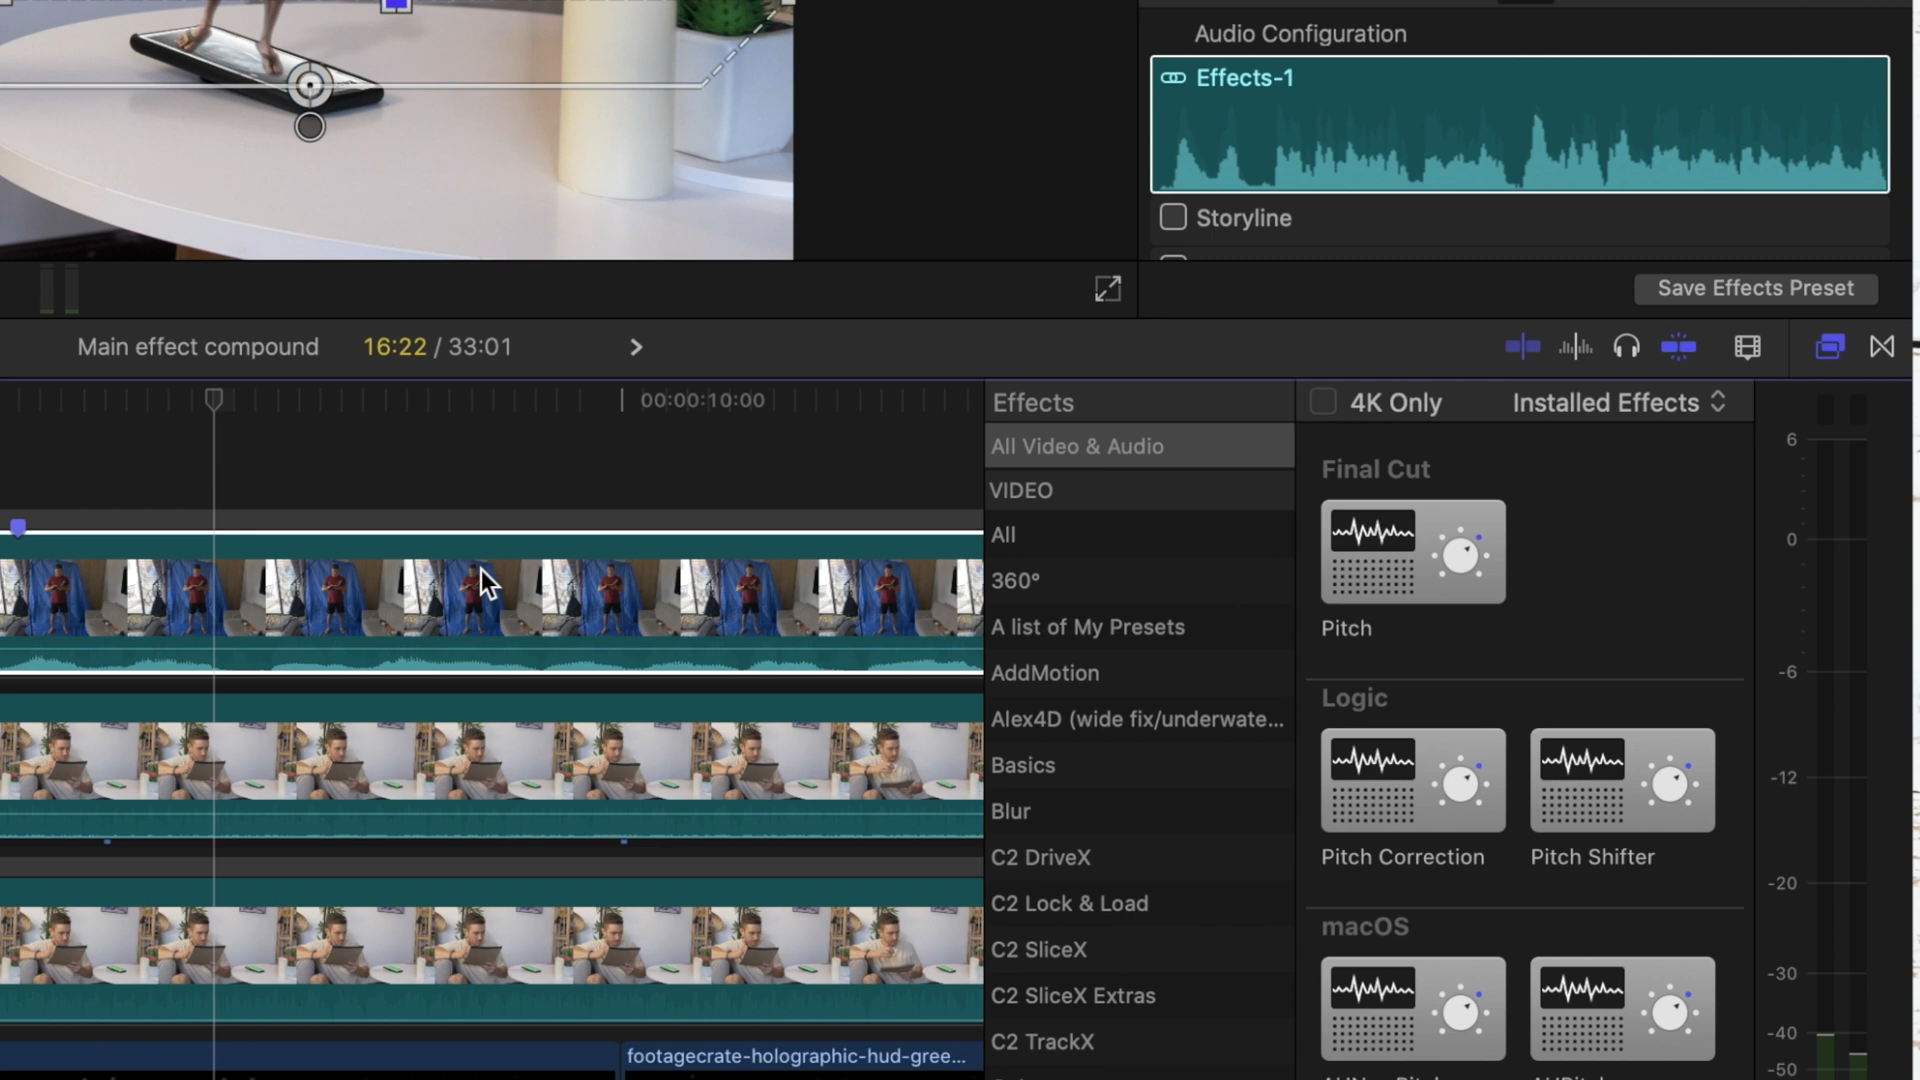 Audio Configuration
Effects-1
Storyline
Save Effects Preset
Main effect compound 16:22 / 33:01
00:00:10:00
Effects
4K Only
Installed Effects
All Video & Audio
VIDEO
All
360°
A list of My Presets
AddMotion
Alex4D (wide fix/underwate...
Basics
Blur
C2 DriveX
C2 Lock & Load
C2 SliceX
C2 SliceX Extras
C2 TrackX
Final Cut
Pitch
Logic
Pitch Correction
Pitch Shifter
macOS
6
0
-6
-12
-20
-30
-40
-50
footagecrate-holographic-hud-gree...